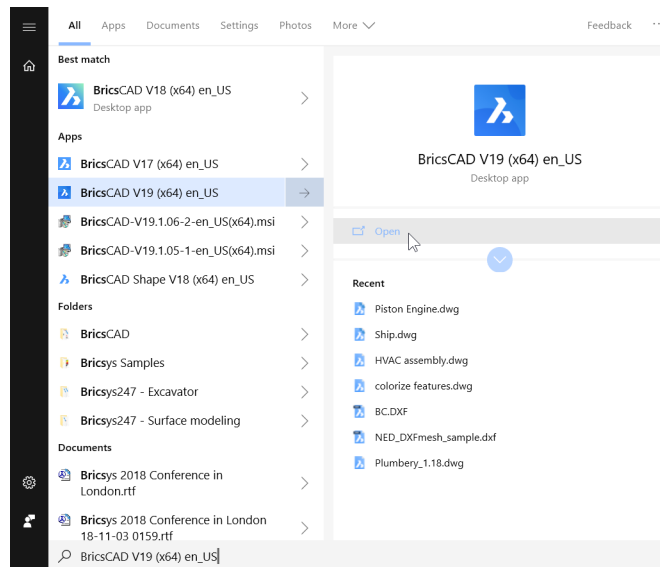 All Apps Documents Settings Photos More Feedback ...
Best match
BricsCAD V18 (x64) en_US
Desktop app
Apps
BricsCAD V17 (x64) en_US
BricsCAD V19 (x64) en_US
BricsCAD-V19.1.06-2-en_US(x64).msi
BricsCAD-V19.1.05-1-en_US(x64).msi
BricsCAD Shape V18 (x64) en_US
Folders
BricsCAD
Bricsys Samples
Bricsys247 - Excavator
Bricsys247 - Surface modeling
Documents
Bricsys 2018 Conference in
London.rtf
Bricsys 2018 Conference in London
18-11-03 0159.rtf
BricsCAD V19 (x64) en_US
Desktop app
Open
Recent
Piston Engine.dwg
Ship.dwg
HVAC assembly.dwg
colorize features.dwg
BC.DXF
NED_DXFmesh_sample.dxf
Plumbery_1.18.dwg
BricsCAD V19 (x64) en_US